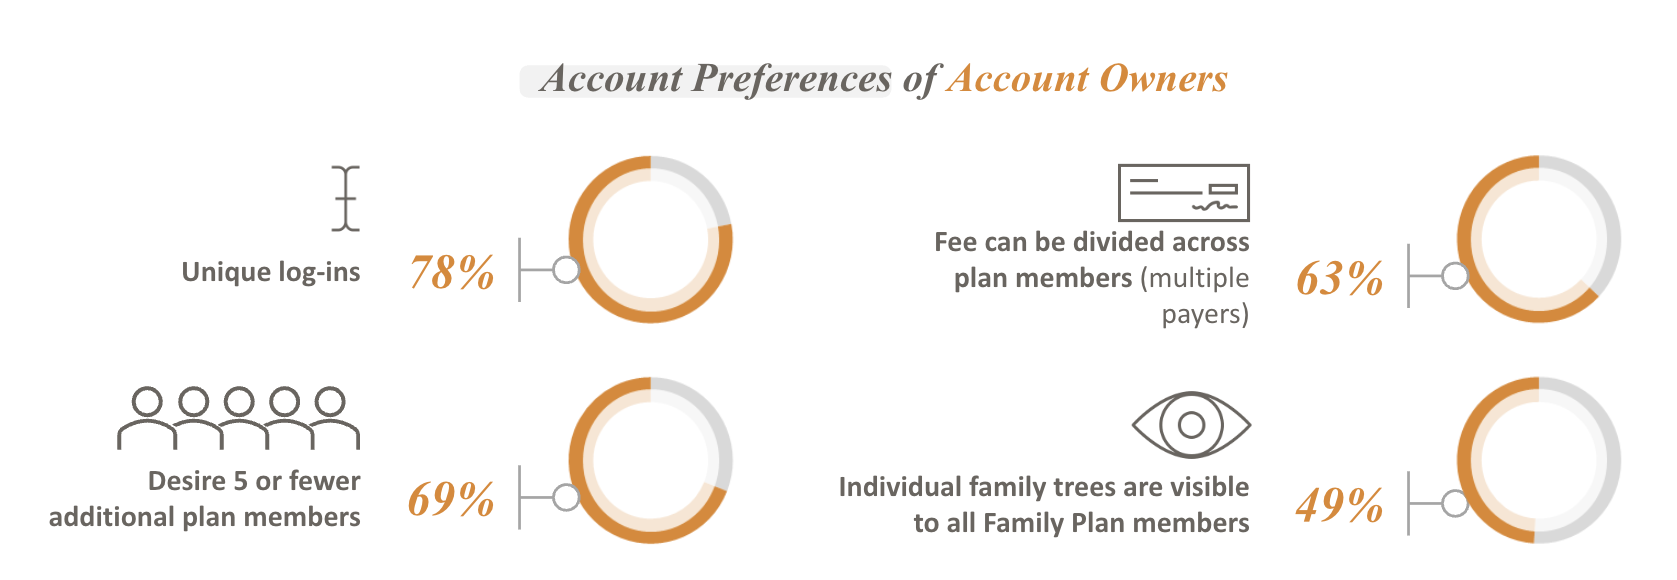 Account Preferences of Account Owners
Unique log-ins
78%
Fee can be divided across
plan members (multiple
payers)
63%
Desire 5 or fewer
additional plan members
69%
Individual family trees are visible
to all Family Plan members
49%